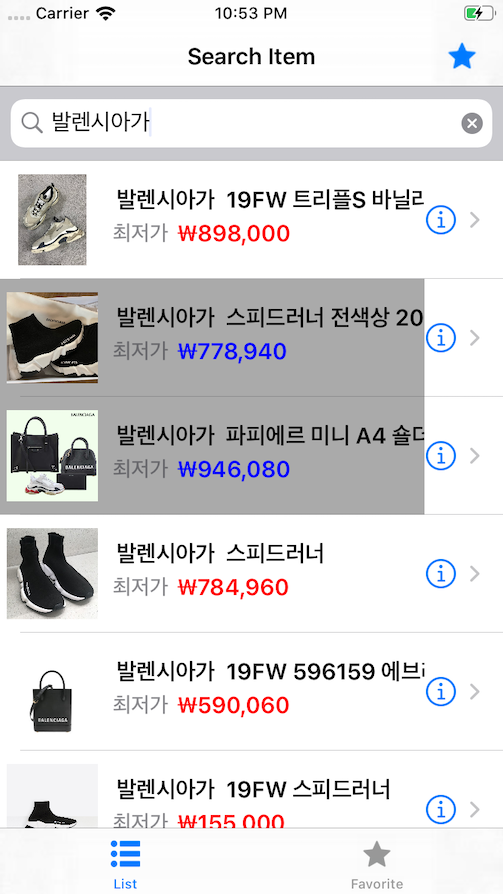 Carrier 10:53 PM
Search Item
발렌시아가
발렌시아가 19FW 트리플S 바닐라
최저가 ₩898,000
발렌시아가 스피드러너 전색상 20
최저가 ₩778,940
BALENCIAGA
발렌시아가 파피에르 미니 A4 숄더
BALENCIAGA
최저가 ₩946,080
발렌시아가 스피드러너
최저가 ₩784,960
발렌시아가 19FW 596159 에브리
BALENCIAGA
최저가 ₩590,060
발렌시아가 19FW 스피드러너
최저가 ₩155,000
List Favorite